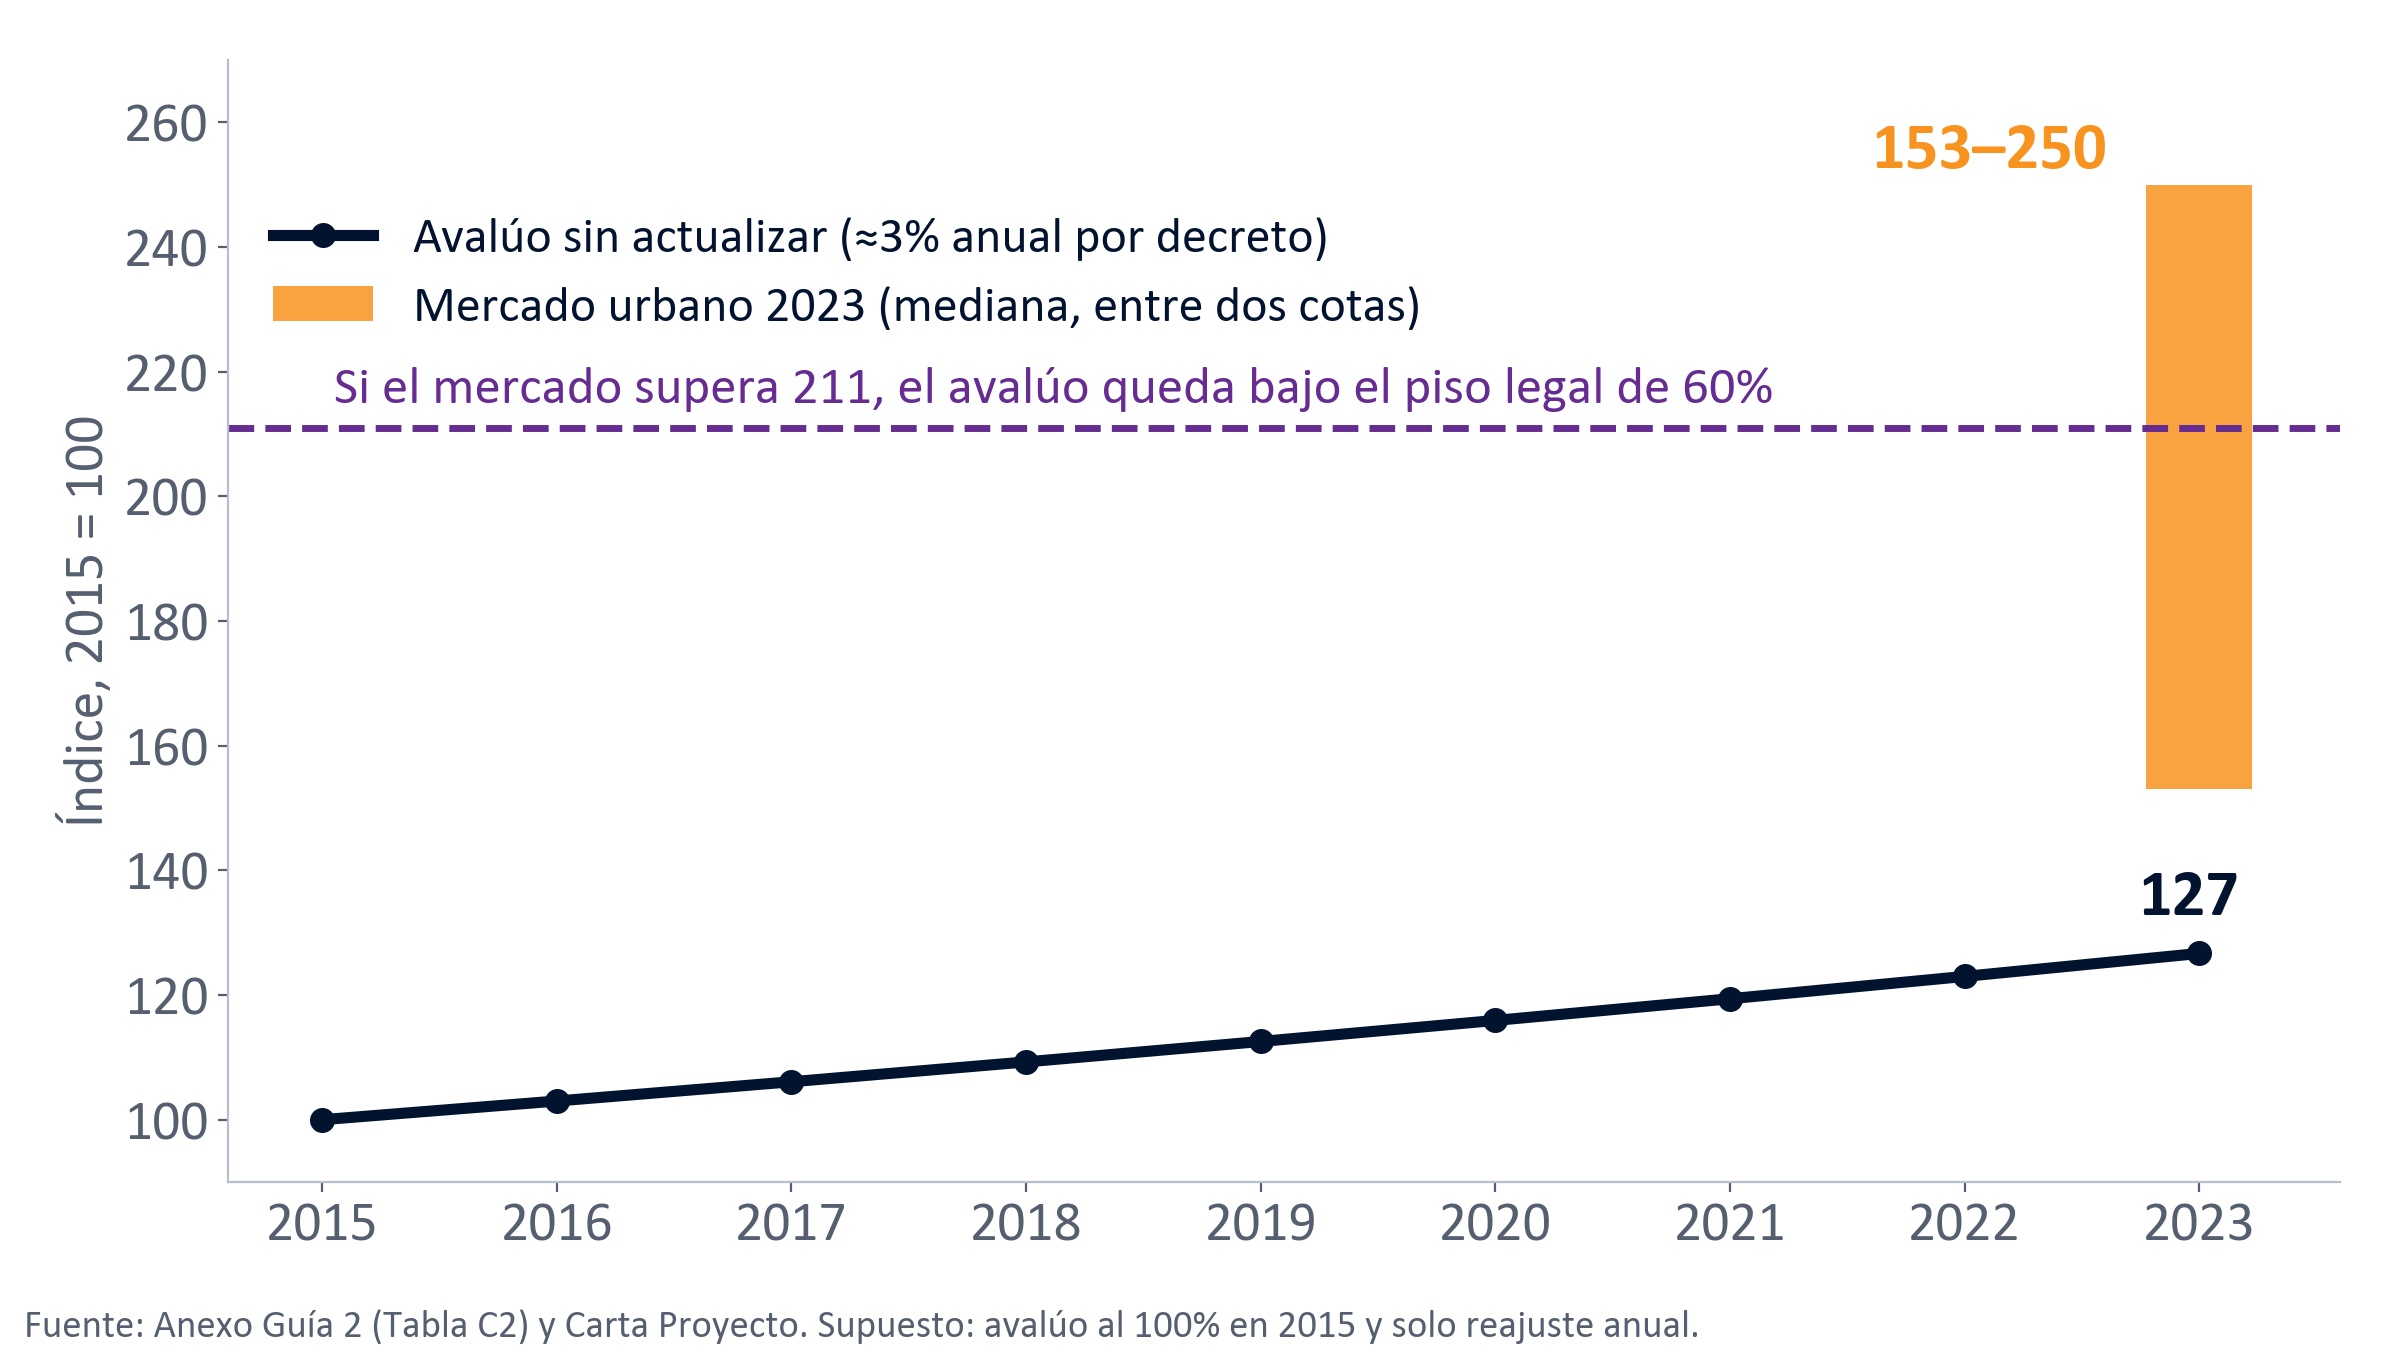 260
153–250
240
Avalúo sin actualizar (≈3% anual por decreto)
Mercado urbano 2023 (mediana, entre dos cotas)
220
Si el mercado supera 211, el avalúo queda bajo el piso legal de 60%
200
180
160
140
120
100
Índice, 2015 = 100
127
2015 2016 2017 2018 2019 2020 2021 2022 2023
Fuente: Anexo Guía 2 (Tabla C2) y Carta Proyecto. Supuesto: avalúo al 100% en 2015 y solo reajuste anual.